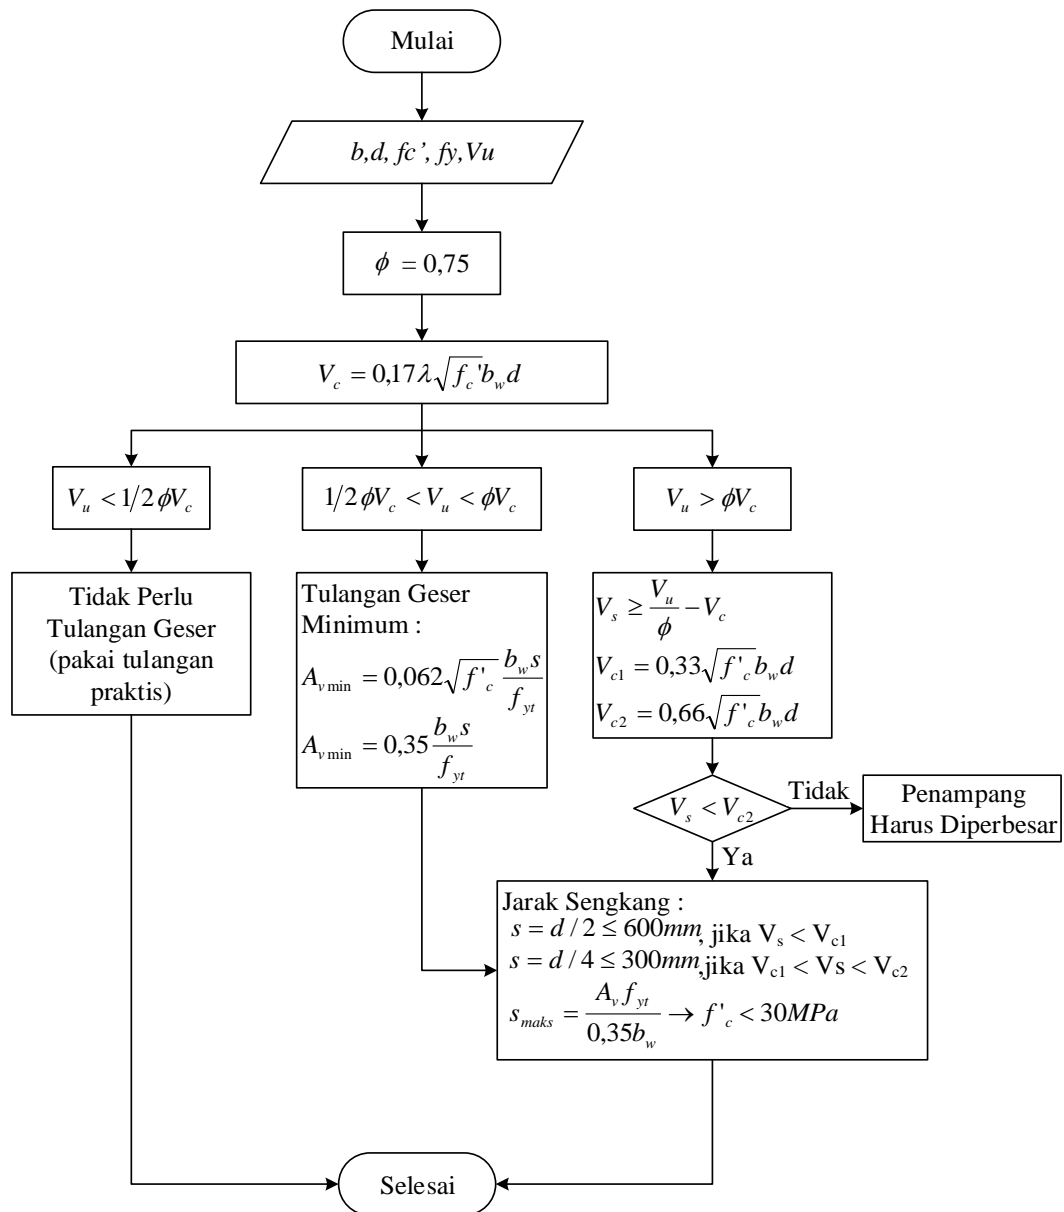 Mulai
b,d, fc’, fy,Vu
ϕ = 0,75
V_c = 0,17λ√f_c' b_w d
V_u < 1/2 ϕV_c
1/2 ϕV_c < V_u < ϕV_c
V_u > ϕV_c
Tidak Perlu
Tulangan Geser
(pakai tulangan
praktis)
Tulangan Geser
Minimum :
A_v min = 0,062√f'_c b_w s / f_yt
A_v min = 0,35 b_w s / f_yt
V_s ≥ V_u / ϕ − V_c
V_c1 = 0,33√f'_c b_w d
V_c2 = 0,66√f'_c b_w d
V_s < V_c2
Tidak
Penampang
Harus Diperbesar
Ya
Jarak Sengkang :
s = d / 2 ≤ 600mm, jika V_s < V_c1
s = d / 4 ≤ 300mm,jika V_c1 < Vs < V_c2
s_maks = A_v f_yt / 0,35b_w → f'_c < 30MPa
Selesai